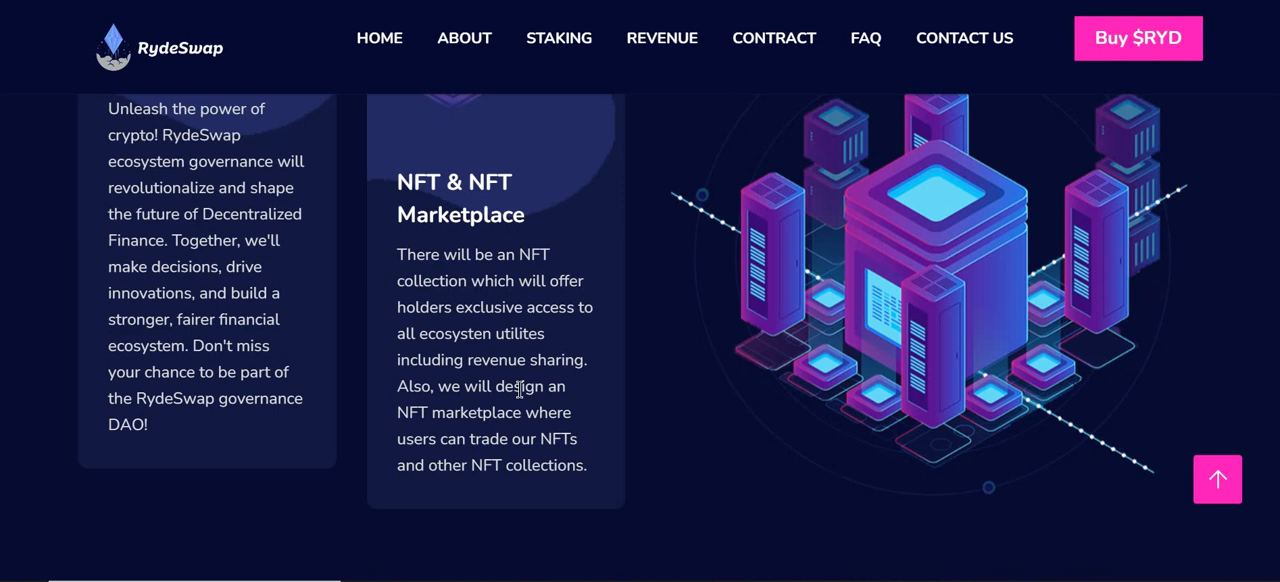 RydeSwap
HOME ABOUT STAKING REVENUE CONTRACT FAQ CONTACT US
Buy $RYD
Unleash the power of
crypto! RydeSwap
ecosystem governance will
revolutionalize and shape
the future of Decentralized
Finance. Together, we'll
make decisions, drive
innovations, and build a
stronger, fairer financial
ecosystem. Don't miss
your chance to be part of
the RydeSwap governance
DAO!
NFT & NFT
Marketplace
There will be an NFT
collection which will offer
holders exclusive access to
all ecosysten utilites
including revenue sharing.
Also, we will design an
NFT marketplace where
users can trade our NFTs
and other NFT collections.